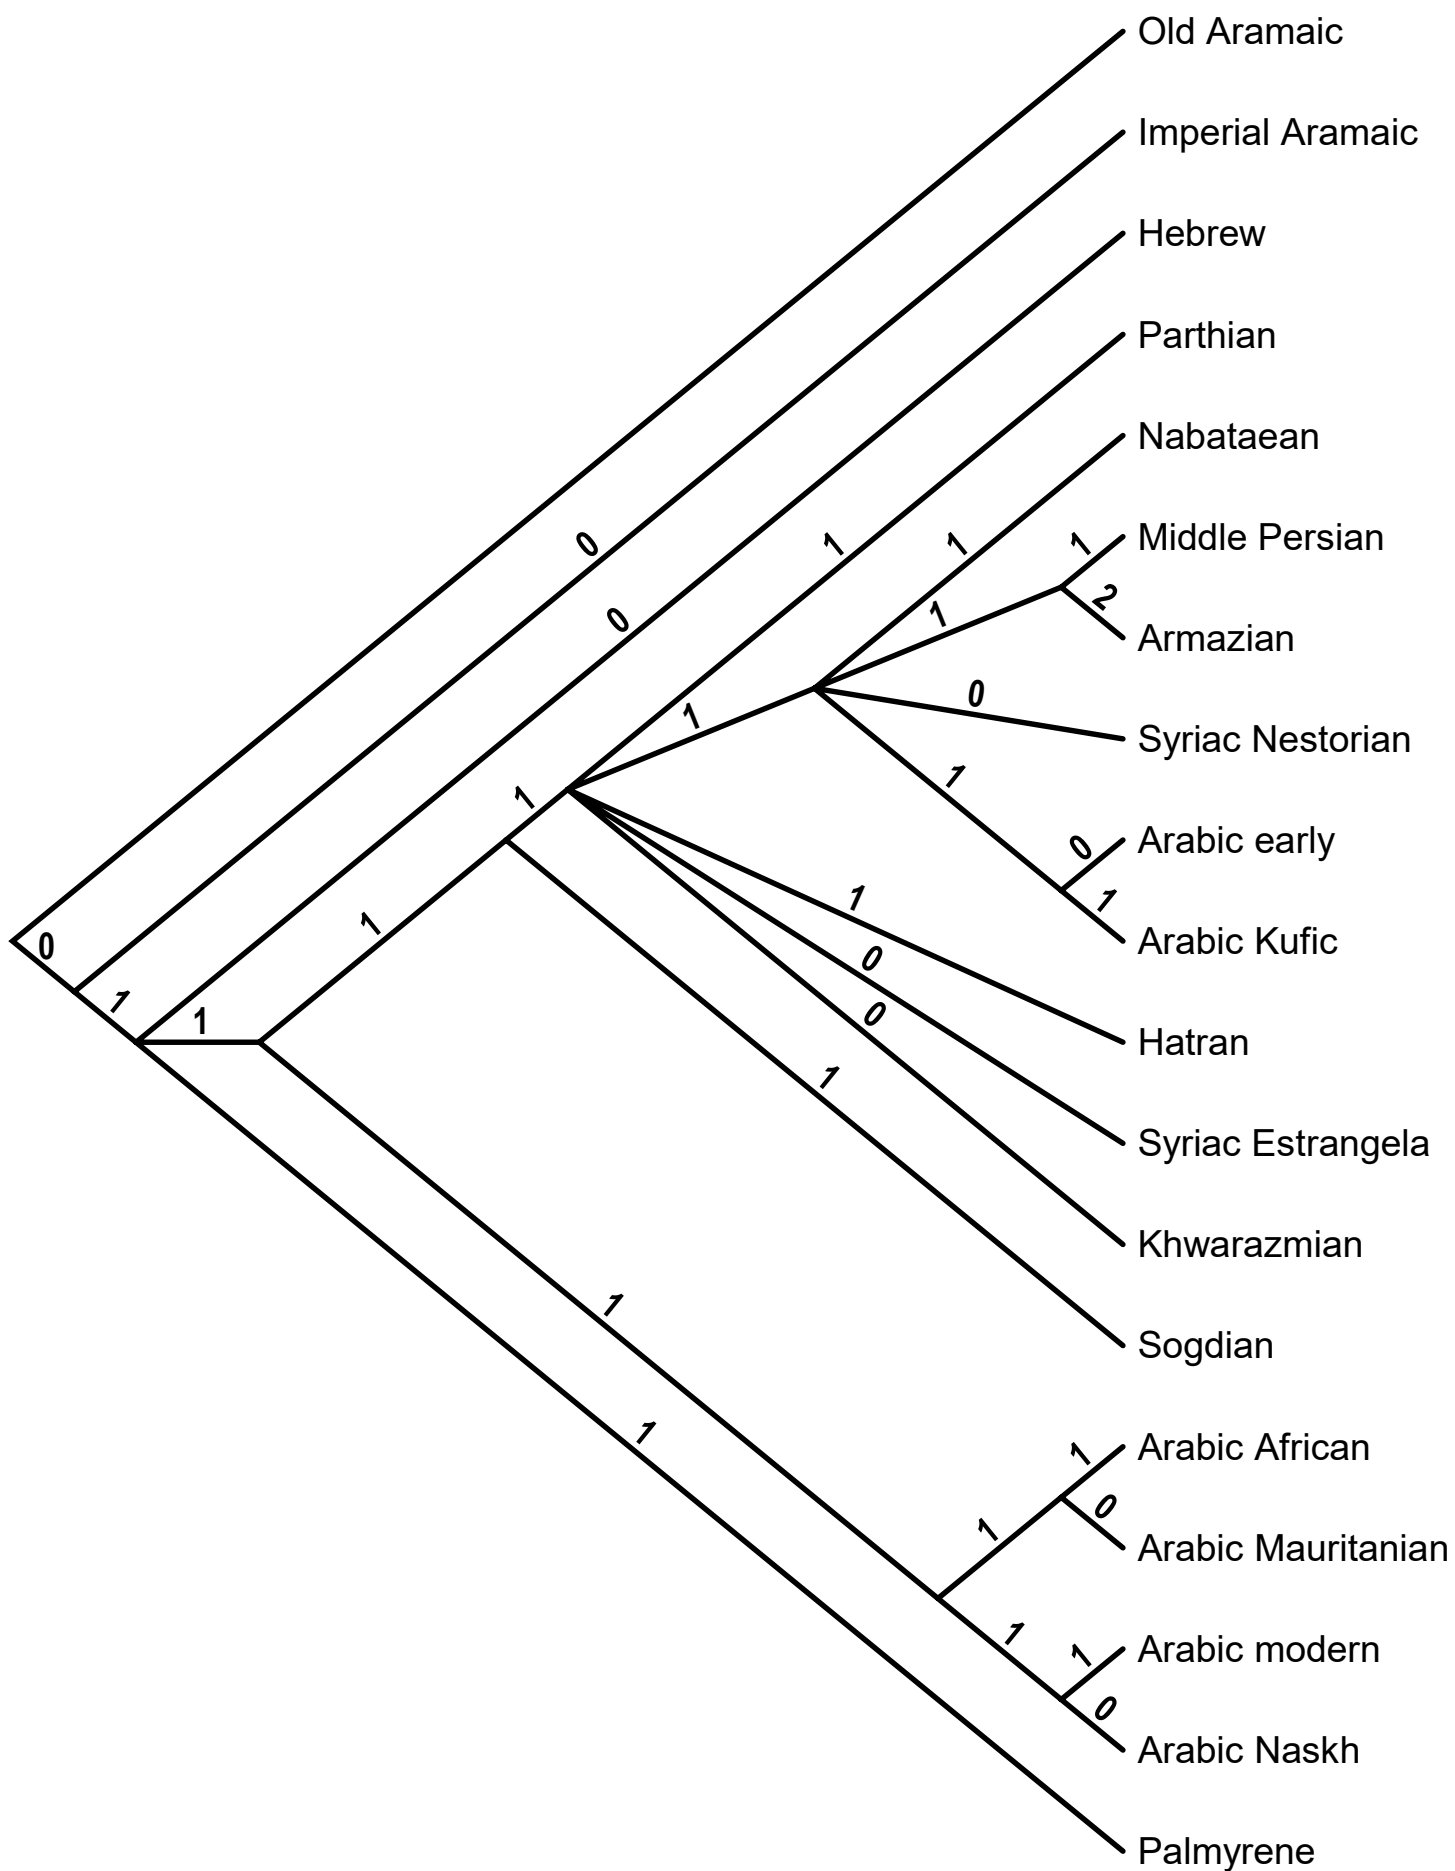 Old Aramaic
Imperial Aramaic
Hebrew
Parthian
Nabataean
0
1
1
1
Middle Persian
2
1
Armazian
0
0
1
Syriac Nestorian
1
1
0
Arabic early
1
1
1
Arabic Kufic
0
0
1
1
0
Hatran
1
Syriac Estrangela
Khwarazmian
1
Sogdian
1
1
Arabic African
0
1
Arabic Mauritanian
1
1
Arabic modern
0
Arabic Naskh
Palmyrene